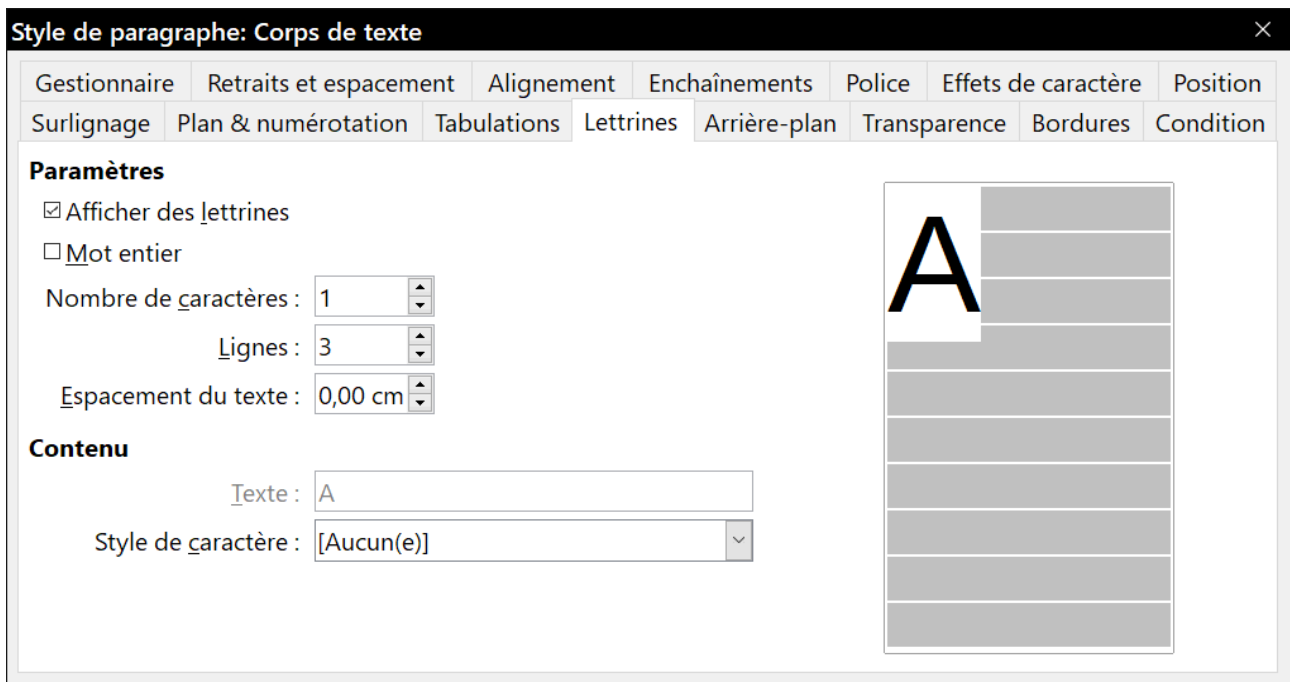 Style de paragraphe: Corps de texte
Gestionnaire Retraits et espacement Alignement Enchaînements Police Effets de caractère Position
Surlignage Plan & numérotation Tabulations Lettrines Arrière-plan Transparence Bordures Condition
Paramètres
Afficher des lettrines
Mot entier
Nombre de caractères : 1
Lignes : 3
Espacement du texte : 0,00 cm
Contenu
Texte : A
Style de caractère : [Aucun(e)]
A